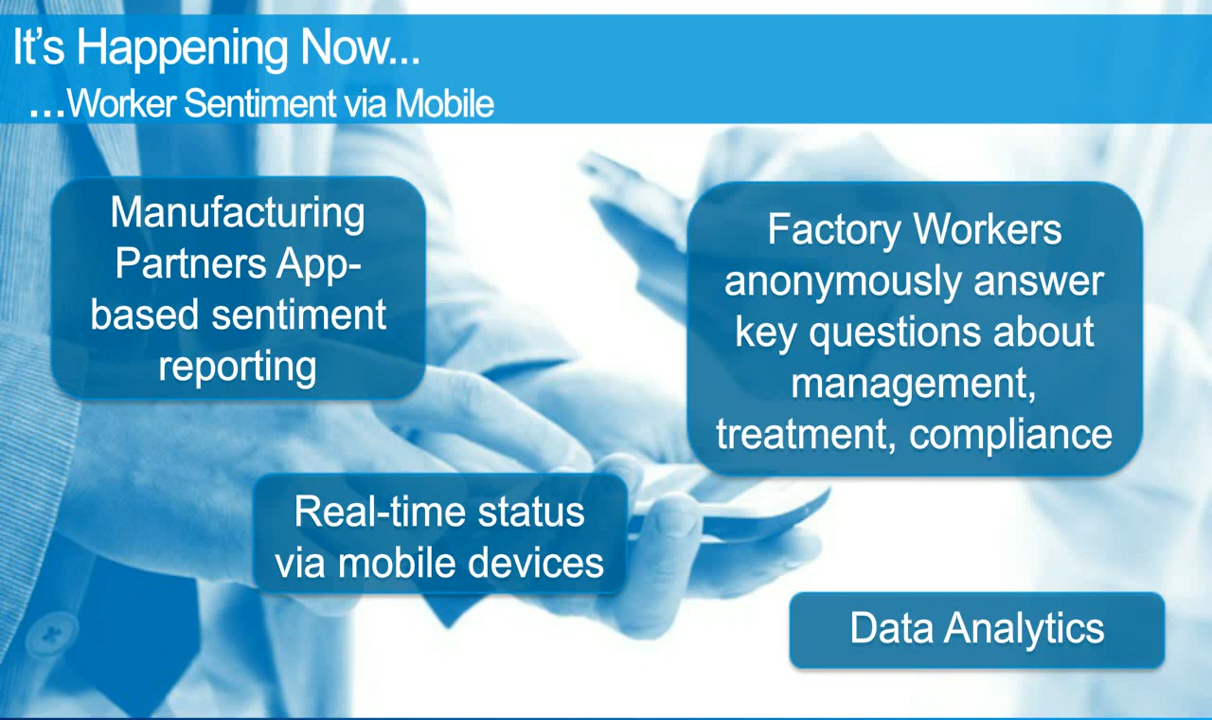 It's Happening Now...
...Worker Sentiment via Mobile
Manufacturing
Partners App-
based sentiment
reporting
Factory Workers
anonymously answer
key questions about
management,
treatment, compliance
Real-time status
via mobile devices
Data Analytics